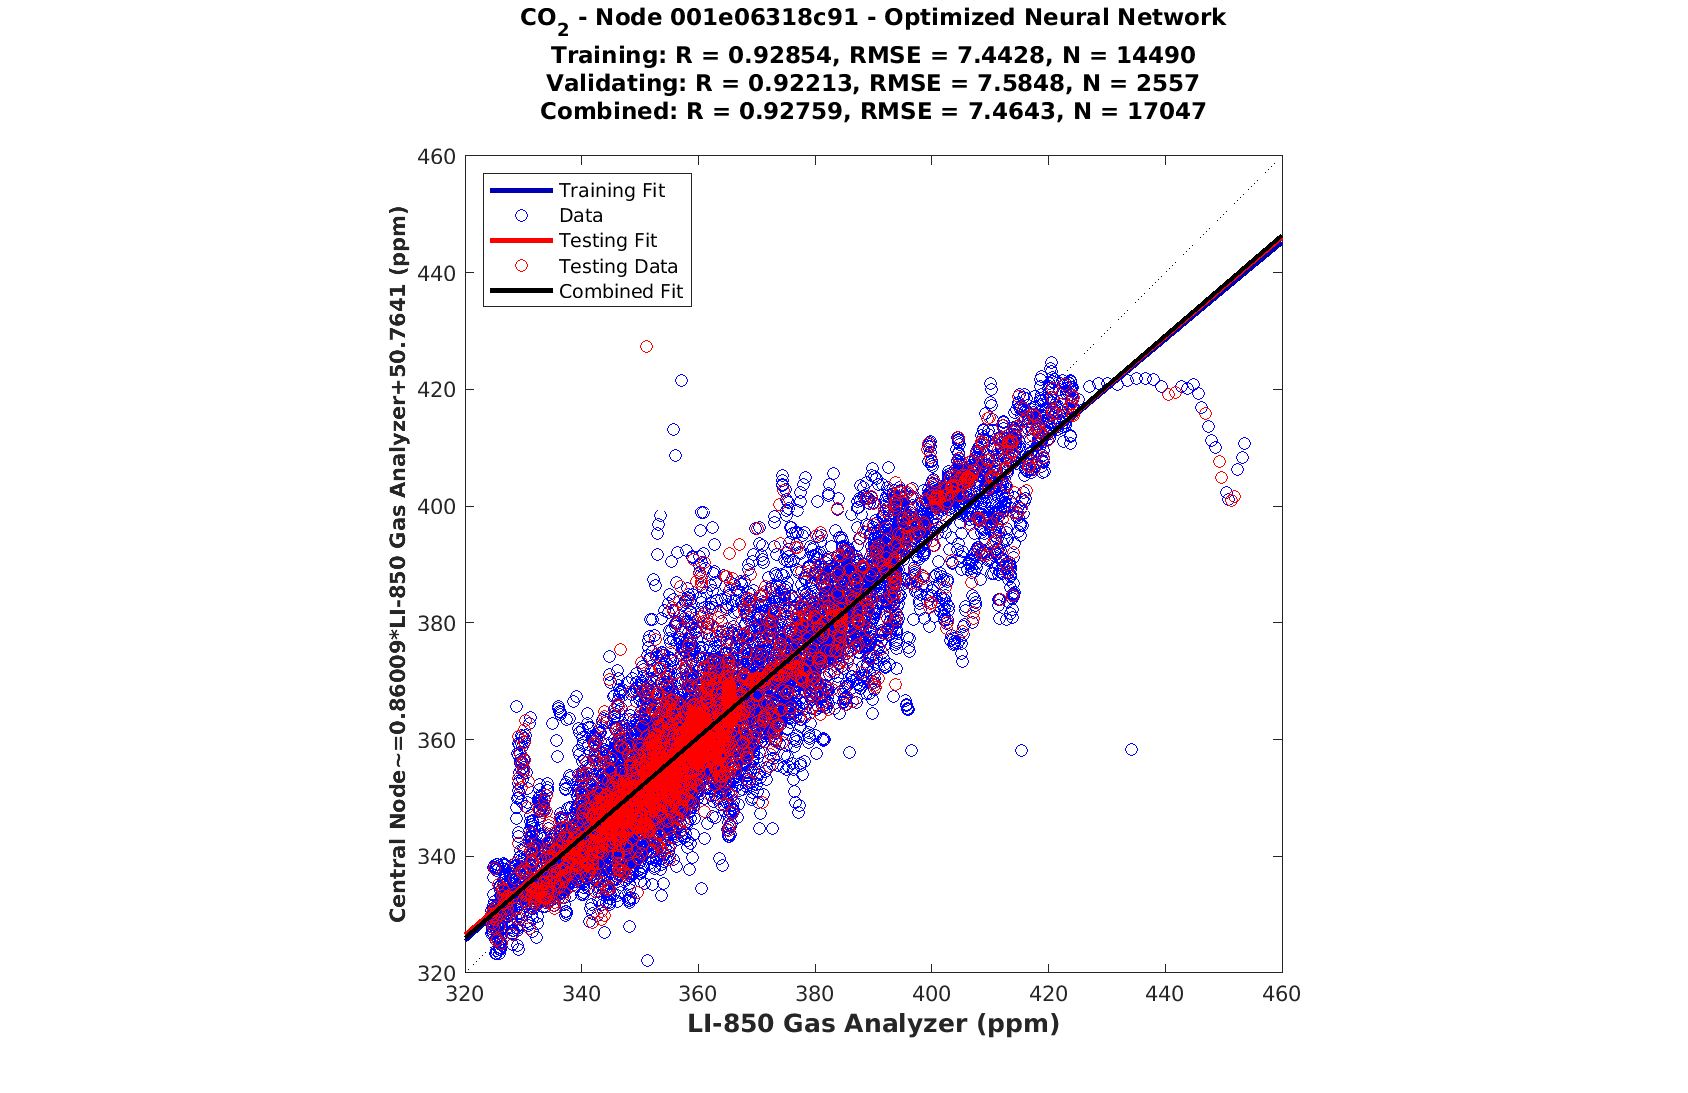 CO2 - Node 001e06318c91 - Optimized Neural Network
Training: R = 0.92854, RMSE = 7.4428, N = 14490
Validating: R = 0.92213, RMSE = 7.5848, N = 2557
Combined: R = 0.92759, RMSE = 7.4643, N = 17047
Training Fit
Data
Testing Fit
Testing Data
Combined Fit
Central Node~=0.86009*LI-850 Gas Analyzer+50.7641 (ppm)
460
440
420
400
380
360
340
320
320 340 360 380 400 420 440 460
LI-850 Gas Analyzer (ppm)